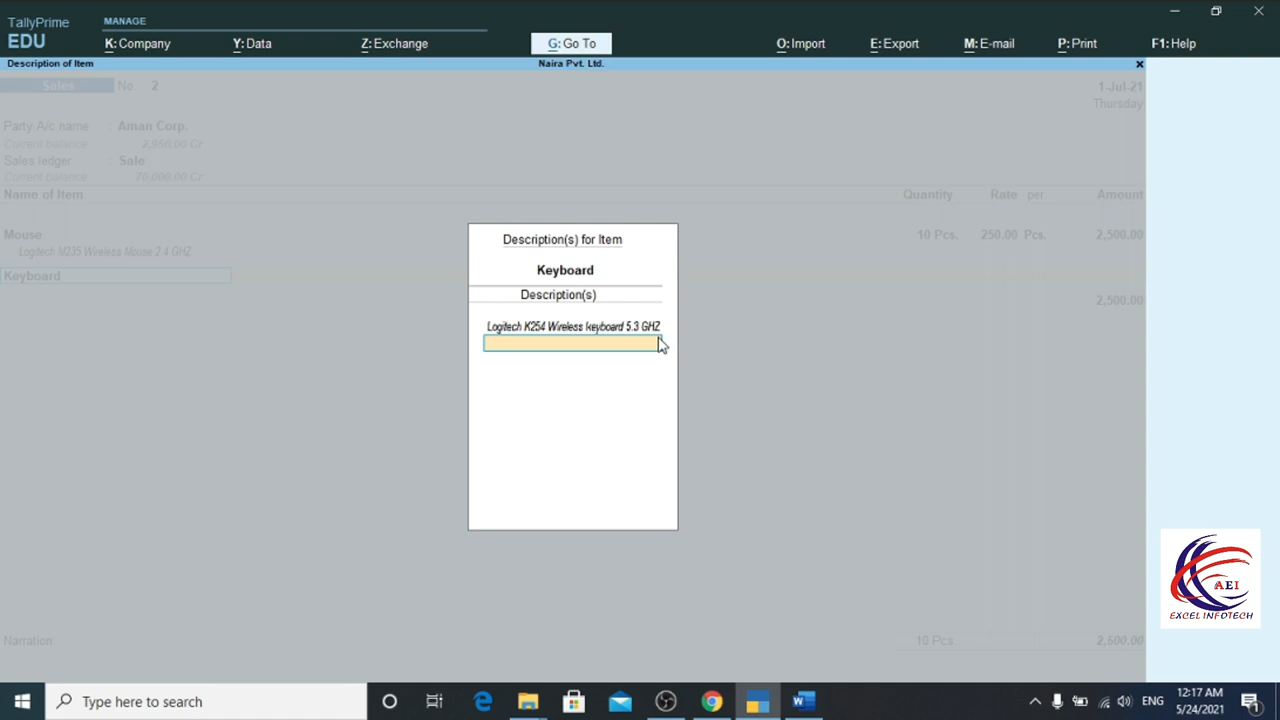 TallyPrime
EDU
MANAGE
K: Company
Y: Data
Z: Exchange
G: Go To
O: Import
E: Export
M: E-mail
P: Print
F1: Help
Description of Item
Naira Pvt. Ltd.
Sales No. 2
1-Jul-21
Thursday
Party A/c name : Aman Corp.
Current balance : 2,950.00 Cr
Sales ledger : Sale
Current balance : 70,000.00 Cr
Name of Item Quantity Rate per Amount
Mouse 10 Pcs. 250.00 Pcs. 2,500.00
Logitech M235 Wireless Mouse 2.4 GHZ
Keyboard
2,500.00
Description(s) for Item
Keyboard
Description(s)
Logitech K254 Wireless keyboard 5.3 GHZ
Narration: 10 Pcs. 2,500.00
AEI
EXCEL INFOTECH
Type here to search
ENG
12:17 AM
5/24/2021
1